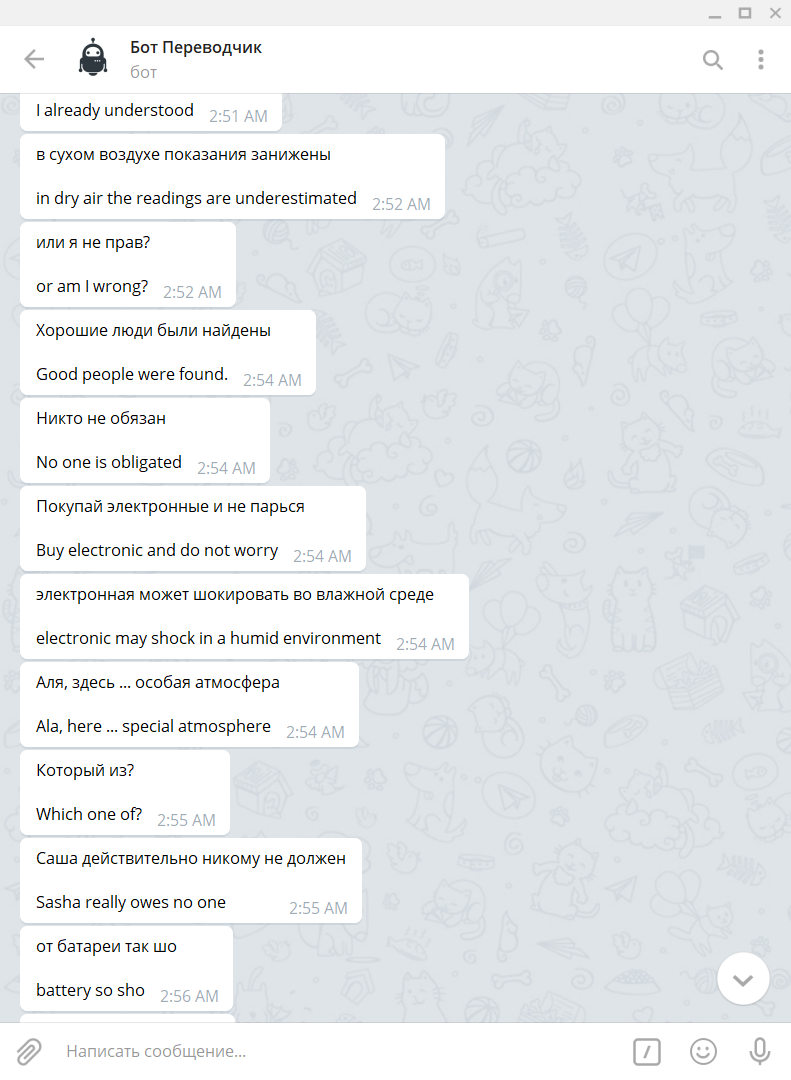 Бот Переводчик
бот
I already understood 2:51 AM
в сухом воздухе показания занижены
in dry air the readings are underestimated 2:52 AM
или я не прав?
or am I wrong? 2:52 AM
Хорошие люди были найдены
Good people were found. 2:54 AM
Никто не обязан
No one is obligated 2:54 AM
Покупай электронные и не парься
Buy electronic and do not worry 2:54 AM
электронная может шокировать во влажной среде
electronic may shock in a humid environment 2:54 AM
Аля, здесь ... особая атмосфера
Ala, here ... special atmosphere 2:54 AM
Который из?
Which one of? 2:55 AM
Саша действительно никому не должен
Sasha really owes no one 2:55 AM
от батареи так шо
battery so sho 2:56 AM
Написать сообщение...